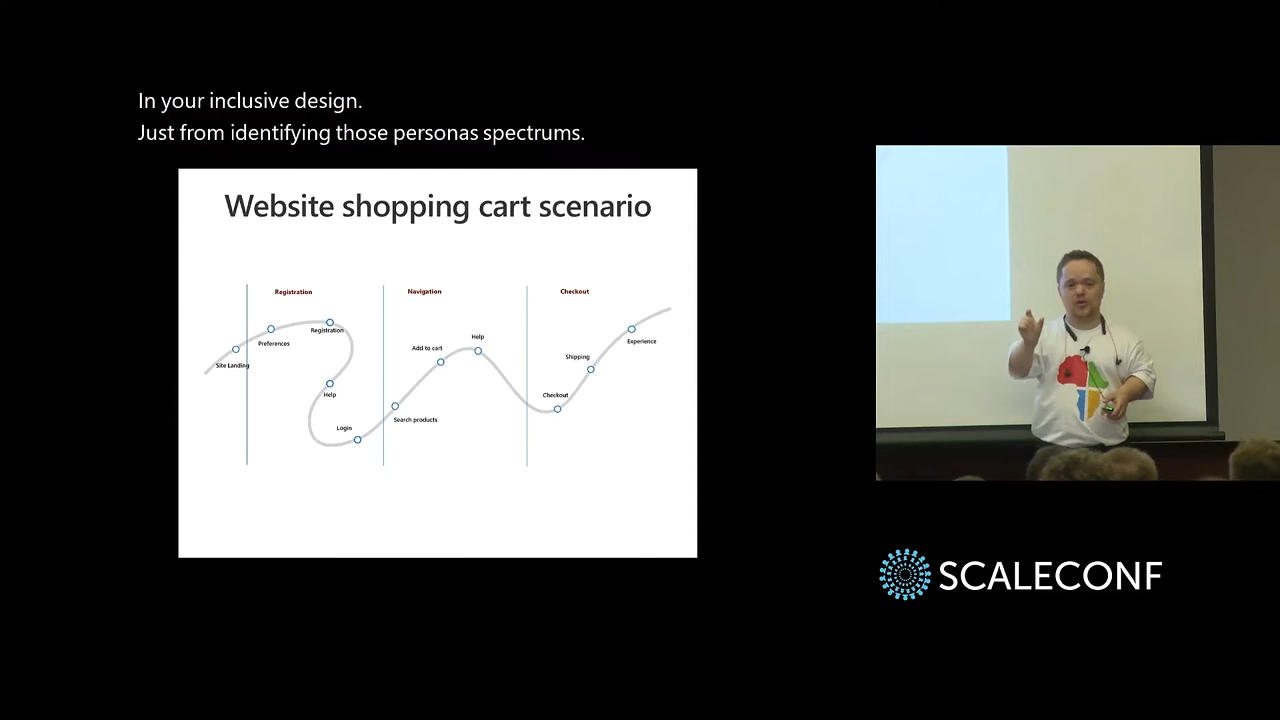 In your inclusive design.
Just from identifying those personas spectrums.
Website shopping cart scenario
Registration
Navigation
Checkout
Site Landing
Preferences
Registration
Help
Login
Search products
Add to cart
Help
Checkout
Shipping
Experience
SCALECONF